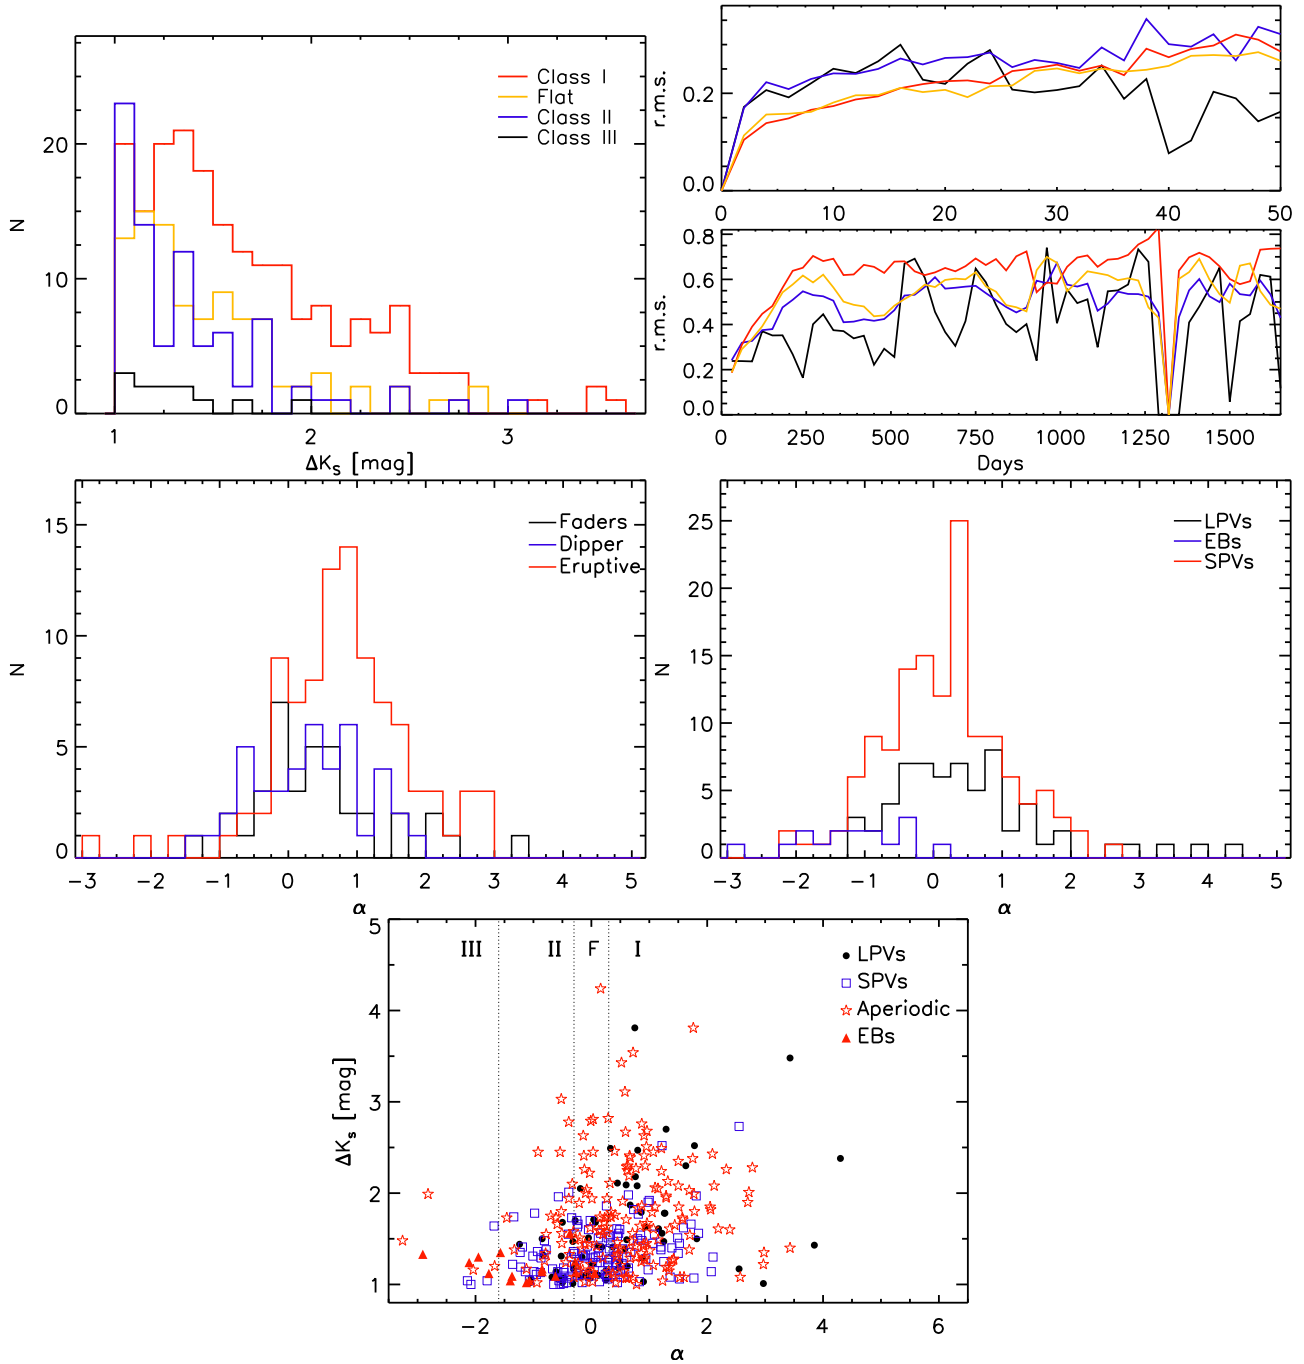 Class I
Flat
Class II
Class III
20
10
0
N
1 2 3
ΔKs [mag]
0.2
0.0
r.m.s.
0 10 20 30 40 50
0.8
0.6
0.4
0.2
0.0
r.m.s.
0 250 500 750 1000 1250 1500
Days
Faders
Dipper
Eruptive
15
10
5
0
N
−3 −2 −1 0 1 2 3 4 5
α
LPVs
EBs
SPVs
25
20
15
10
5
0
N
−3 −2 −1 0 1 2 3 4 5
α
III II F I
LPVs
SPVs
Aperiodic
EBs
5
4
3
2
1
ΔKs [mag]
−2 0 2 4 6
α